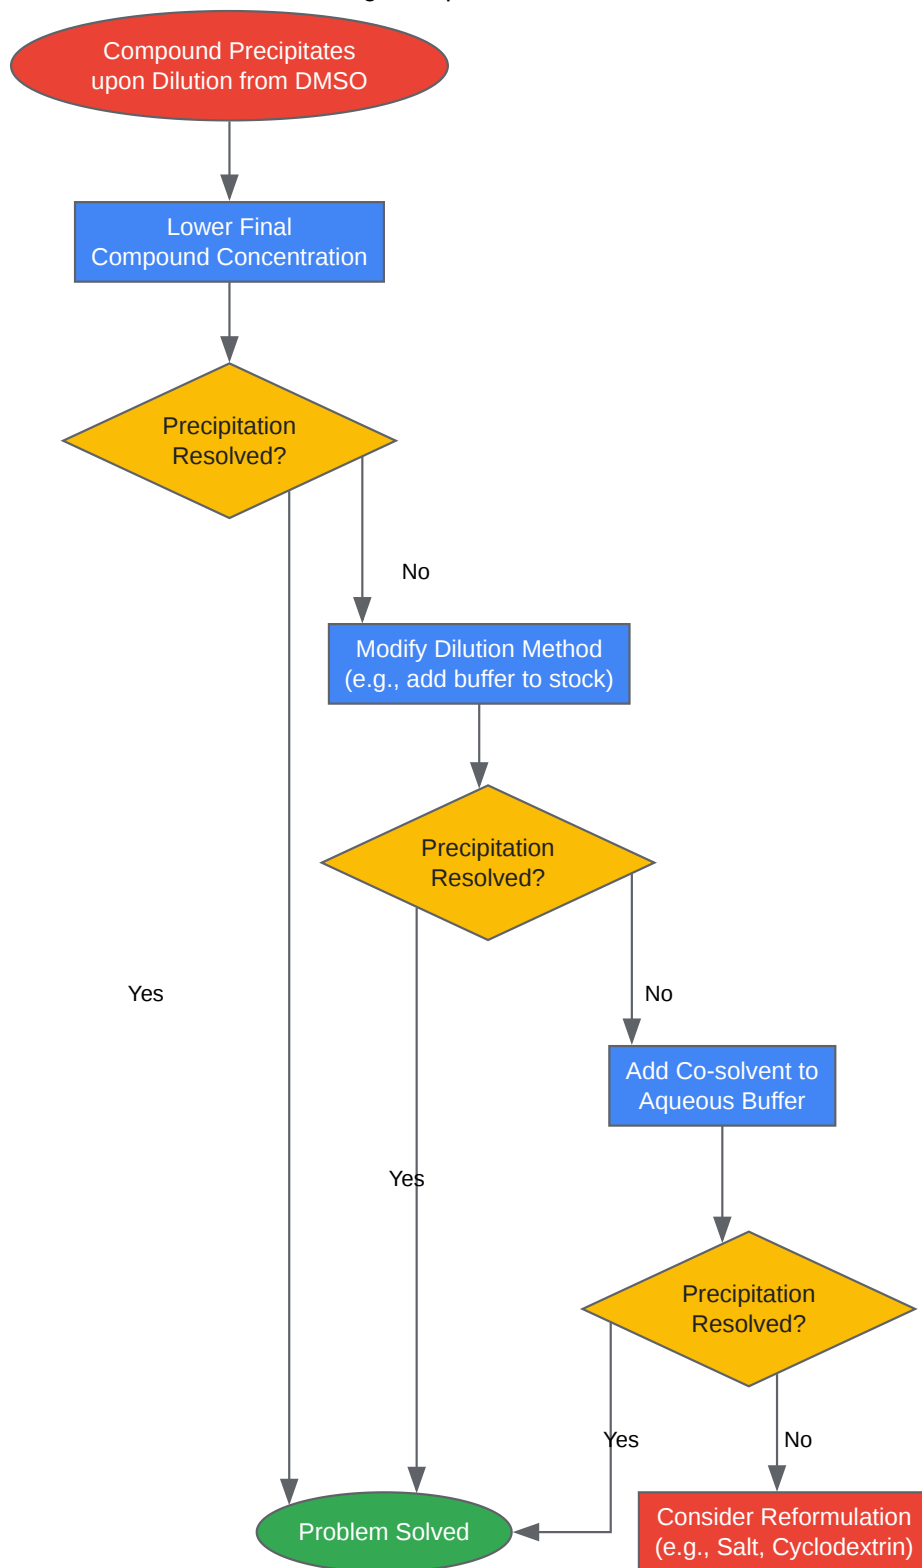 Compound Precipitates
upon Dilution from DMSO
Lower Final
Compound Concentration
Precipitation
Resolved?
No
Modify Dilution Method
(e.g., add buffer to stock)
Precipitation
Resolved?
Yes
No
Add Co-solvent to
Aqueous Buffer
Yes
Precipitation
Resolved?
Yes
No
Problem Solved
Consider Reformulation
(e.g., Salt, Cyclodextrin)